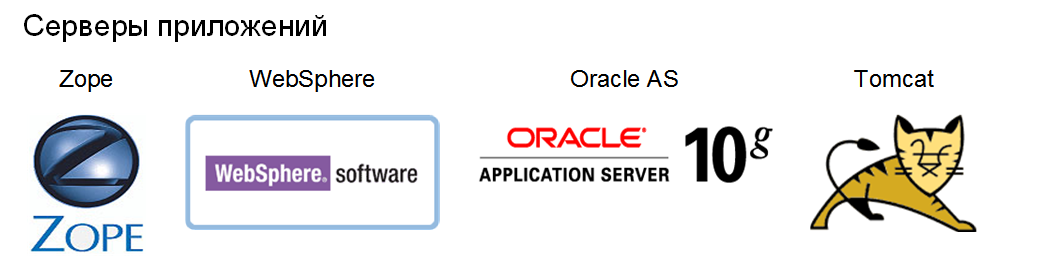 Серверы приложений
Zope
WebSphere
Oracle AS
Tomcat
ZOPE
WebSphere. software
ORACLE
APPLICATION SERVER
10g